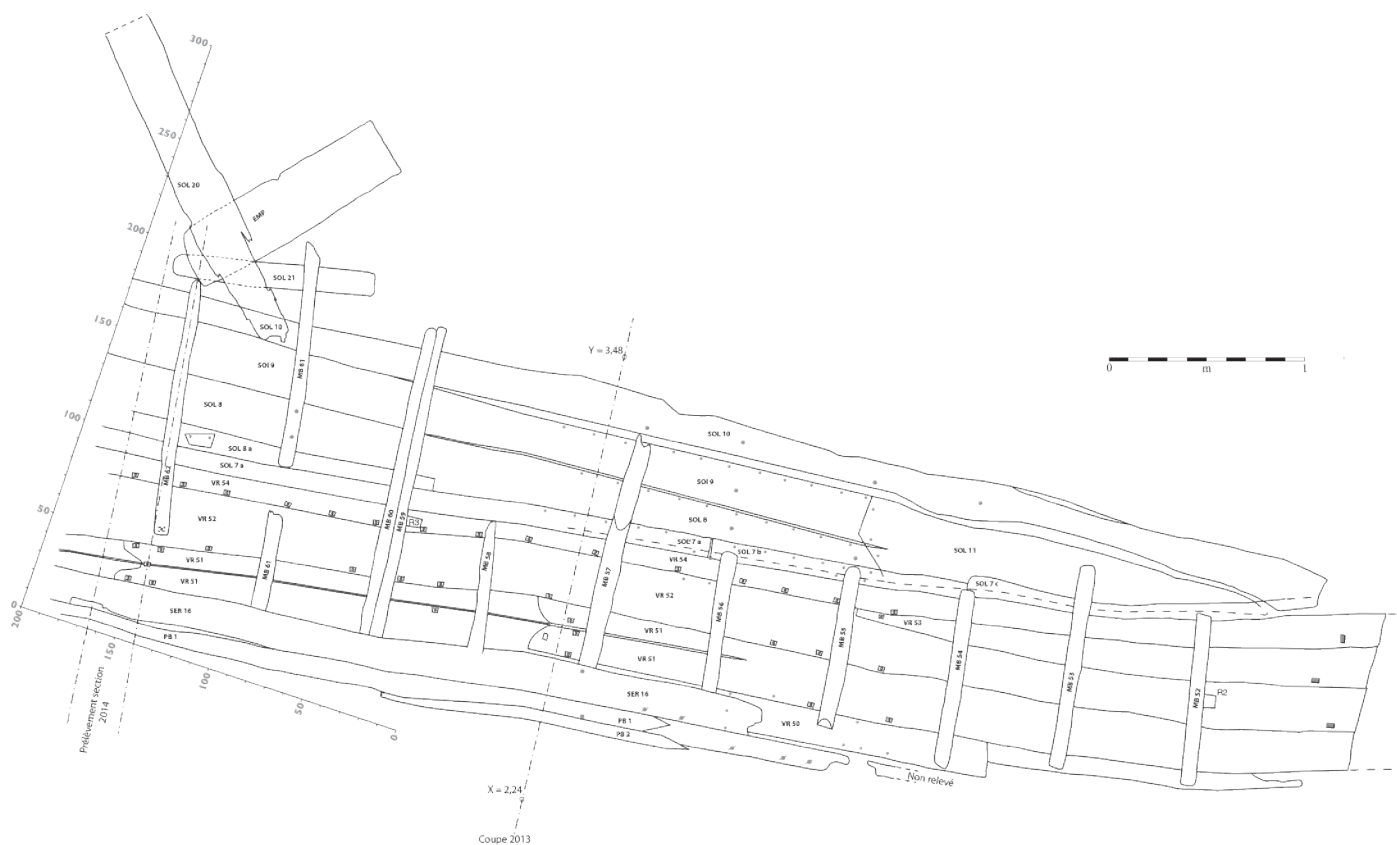 300
250
SOL 20
EMP
200
SOL 21
SOL 10
150
SOl 9
MB 61
Y = 3,48
0
m
1
SOL 8
100
SOL 10
SOL 8 a
SOL 7 a
MB 62
VR 54
SOl 9
50
VR 52
MB 60
MB 59
R3
SOL 8
SOL 7 a
SOL 7 b
SOL 11
MB 58
VR 54
VR 51
MB 61
VR 51
MB 57
VR 52
SOL 7 c
0
200
SER 16
MB 56
VR 53
PB 1
VR 51
MB 55
150
VR 51
MB 54
MB 53
MB 52
100
SER 16
R2
Prélèvement section
2014
50
PB 1
VR 50
0
PB 2
Non relevé
X = 2,24
Coupe 2013